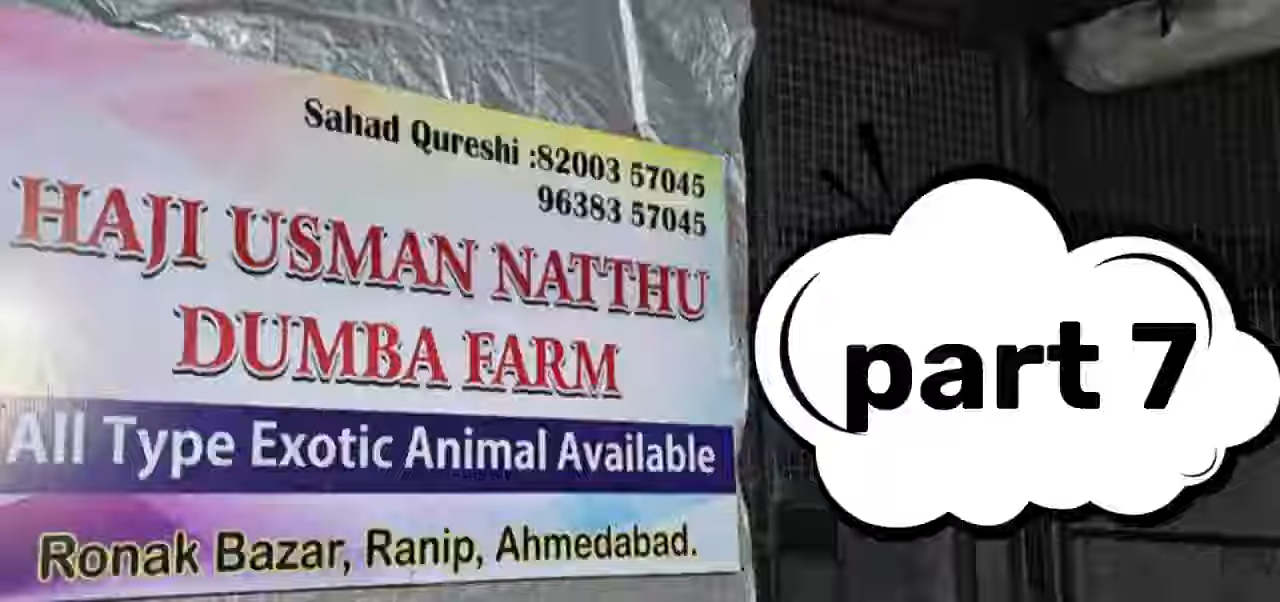 Sahad Qureshi :82003 57045
96383 57045
HAJI USMAN NATTHU
DUMBA FARM
All Type Exotic Animal Available
Ronak Bazar, Ranip, Ahmedabad.
part 7